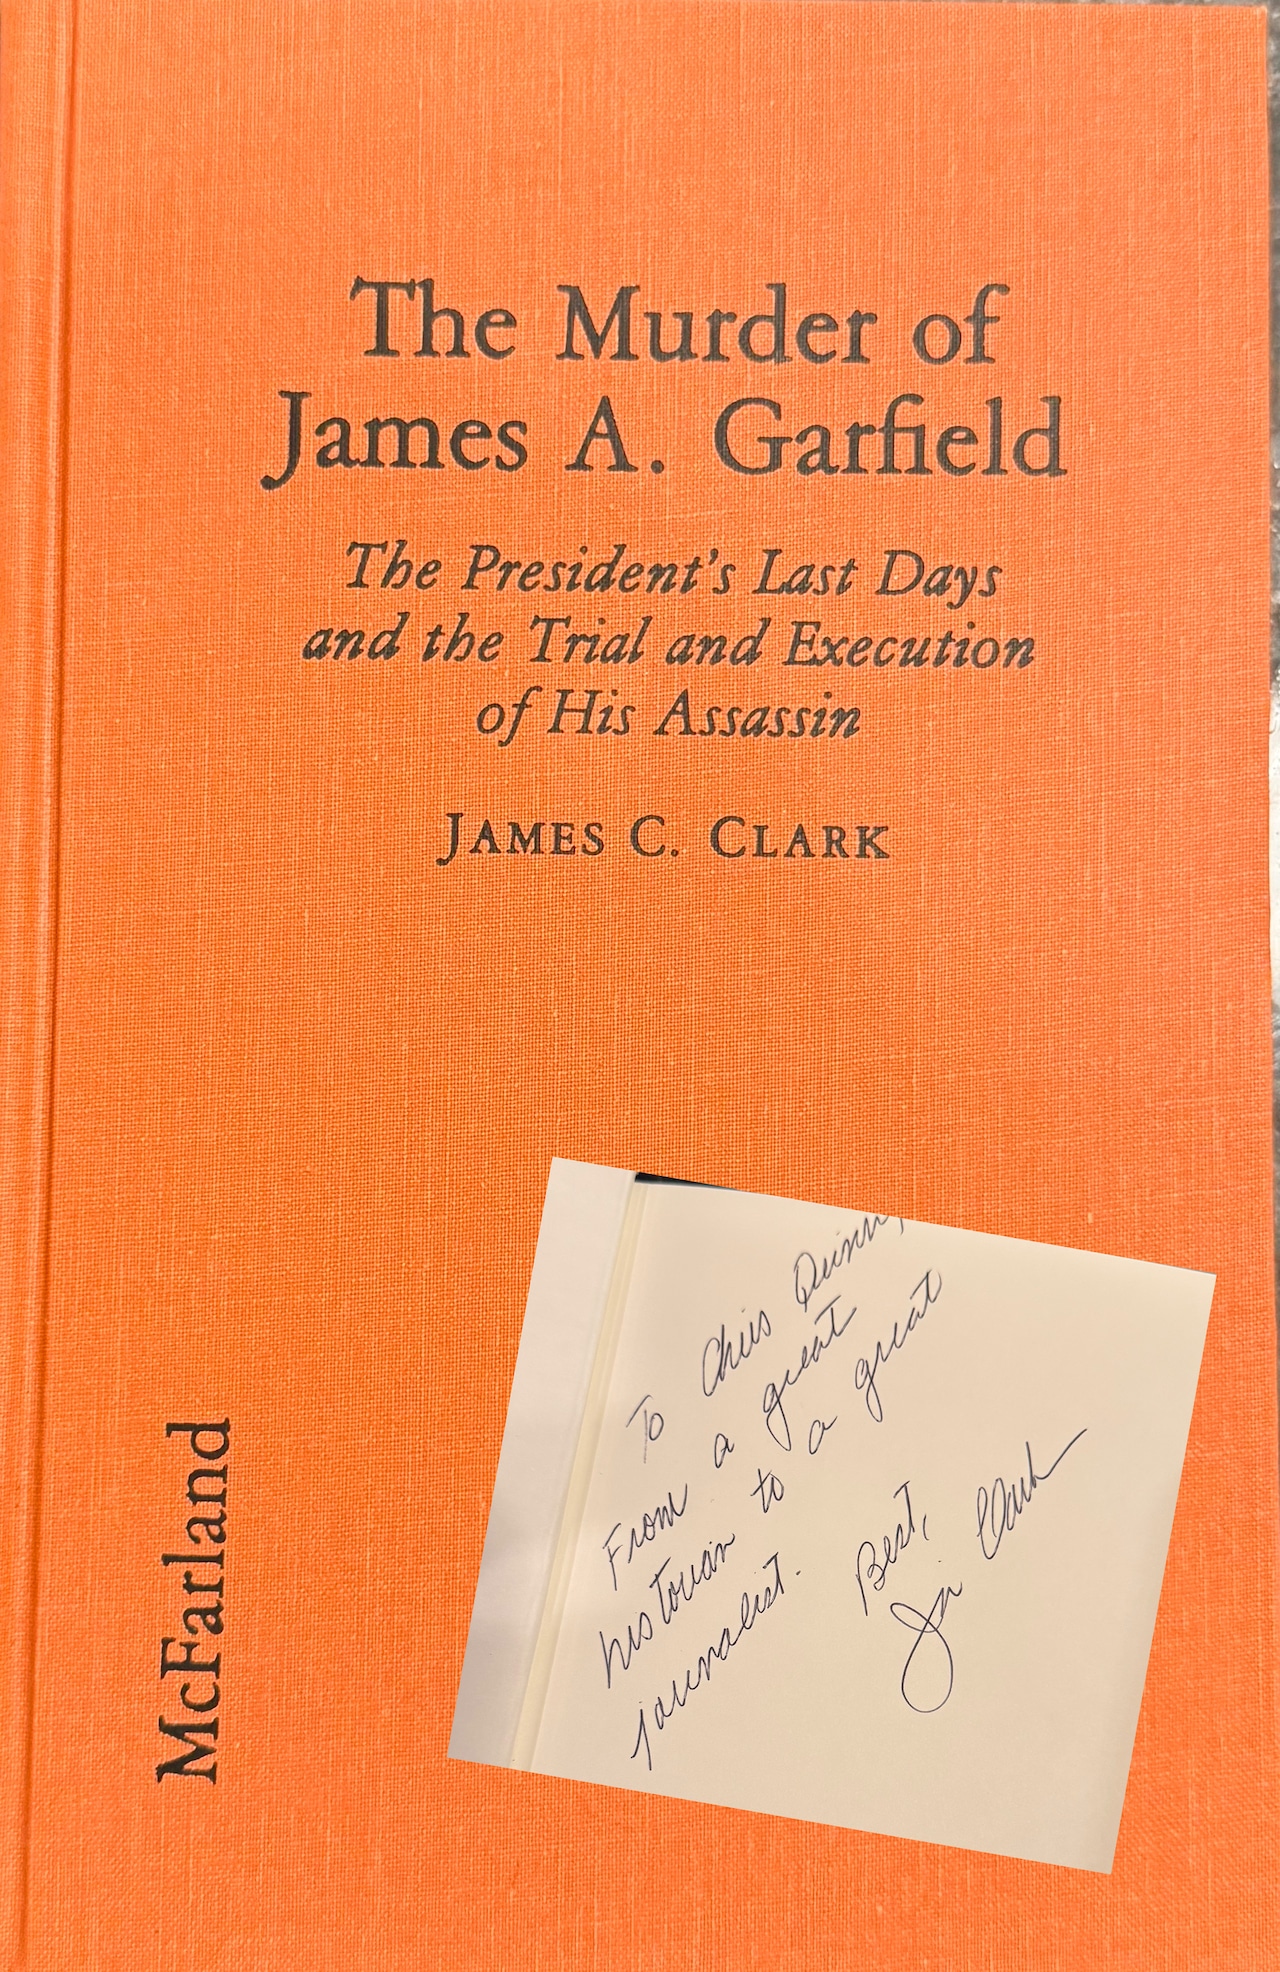 The Murder of
James A. Garfield
The President's Last Days
and the Trial and Execution
of His Assassin
JAMES C. CLARK
McFarland
To Chris Quinn,
From a great
historian to a great
journalist.
Best,
Jim Clark